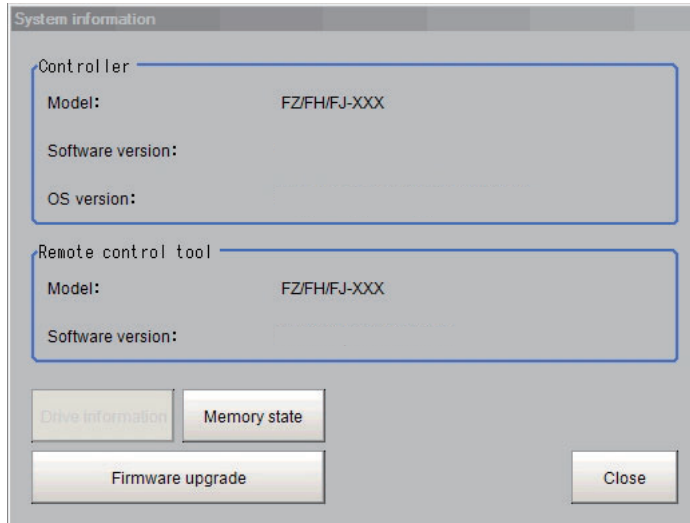 System information
Controller
Model: FZ/FH/FJ-XXX
Software version:
OS version:
Remote control tool
Model: FZ/FH/FJ-XXX
Software version:
Drive Information Memory state
Firmware upgrade Close